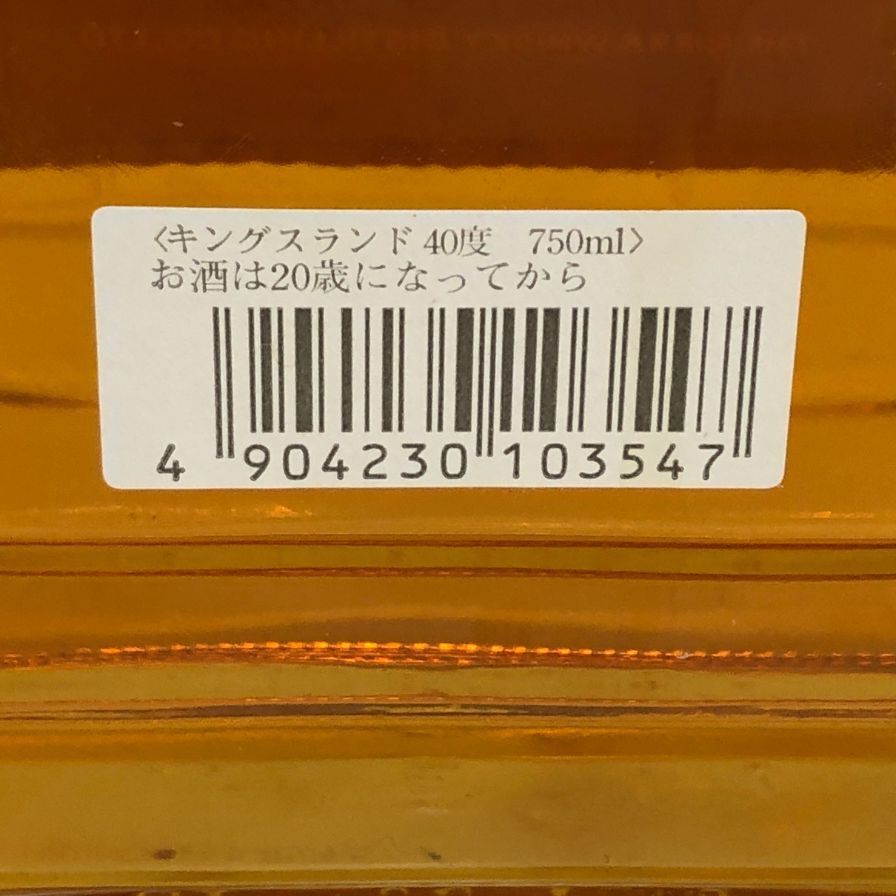 〈キングスランド 40度　750ml〉
お酒は20歳になってから
4 904230 103547